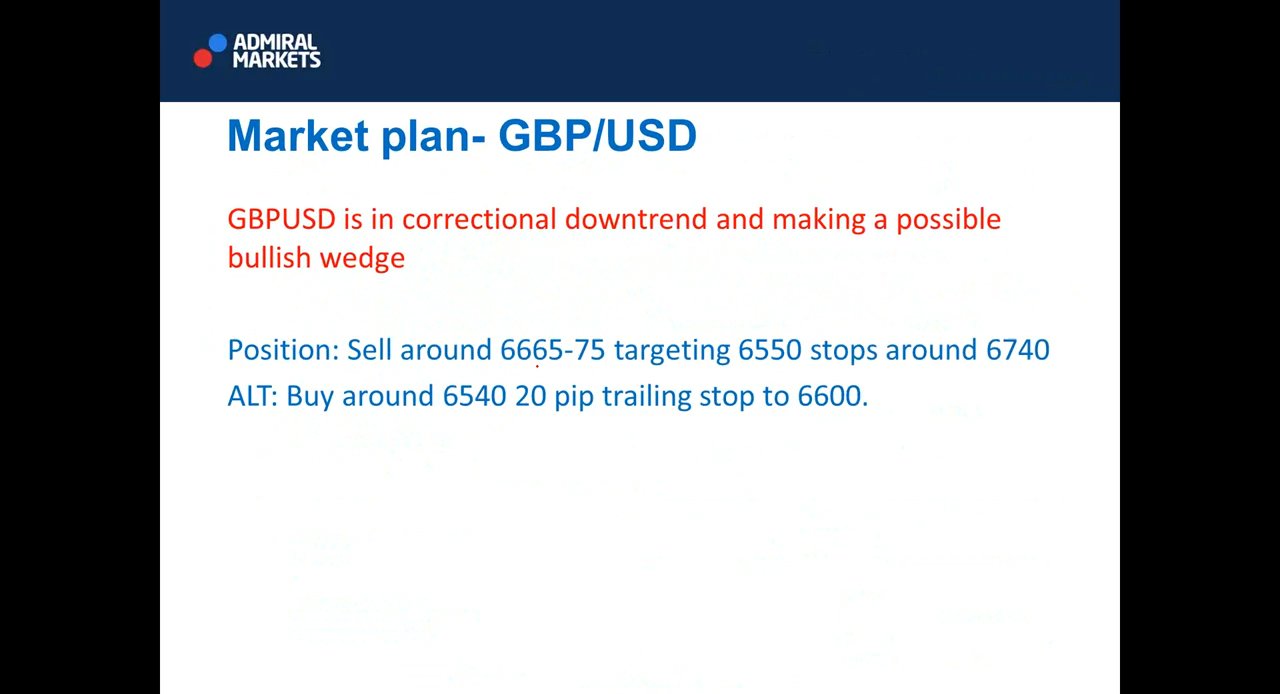 ADMIRAL
MARKETS
Market plan- GBP/USD
GBPUSD is in correctional downtrend and making a possible
bullish wedge
Position: Sell around 6665-75 targeting 6550 stops around 6740
ALT: Buy around 6540 20 pip trailing stop to 6600.